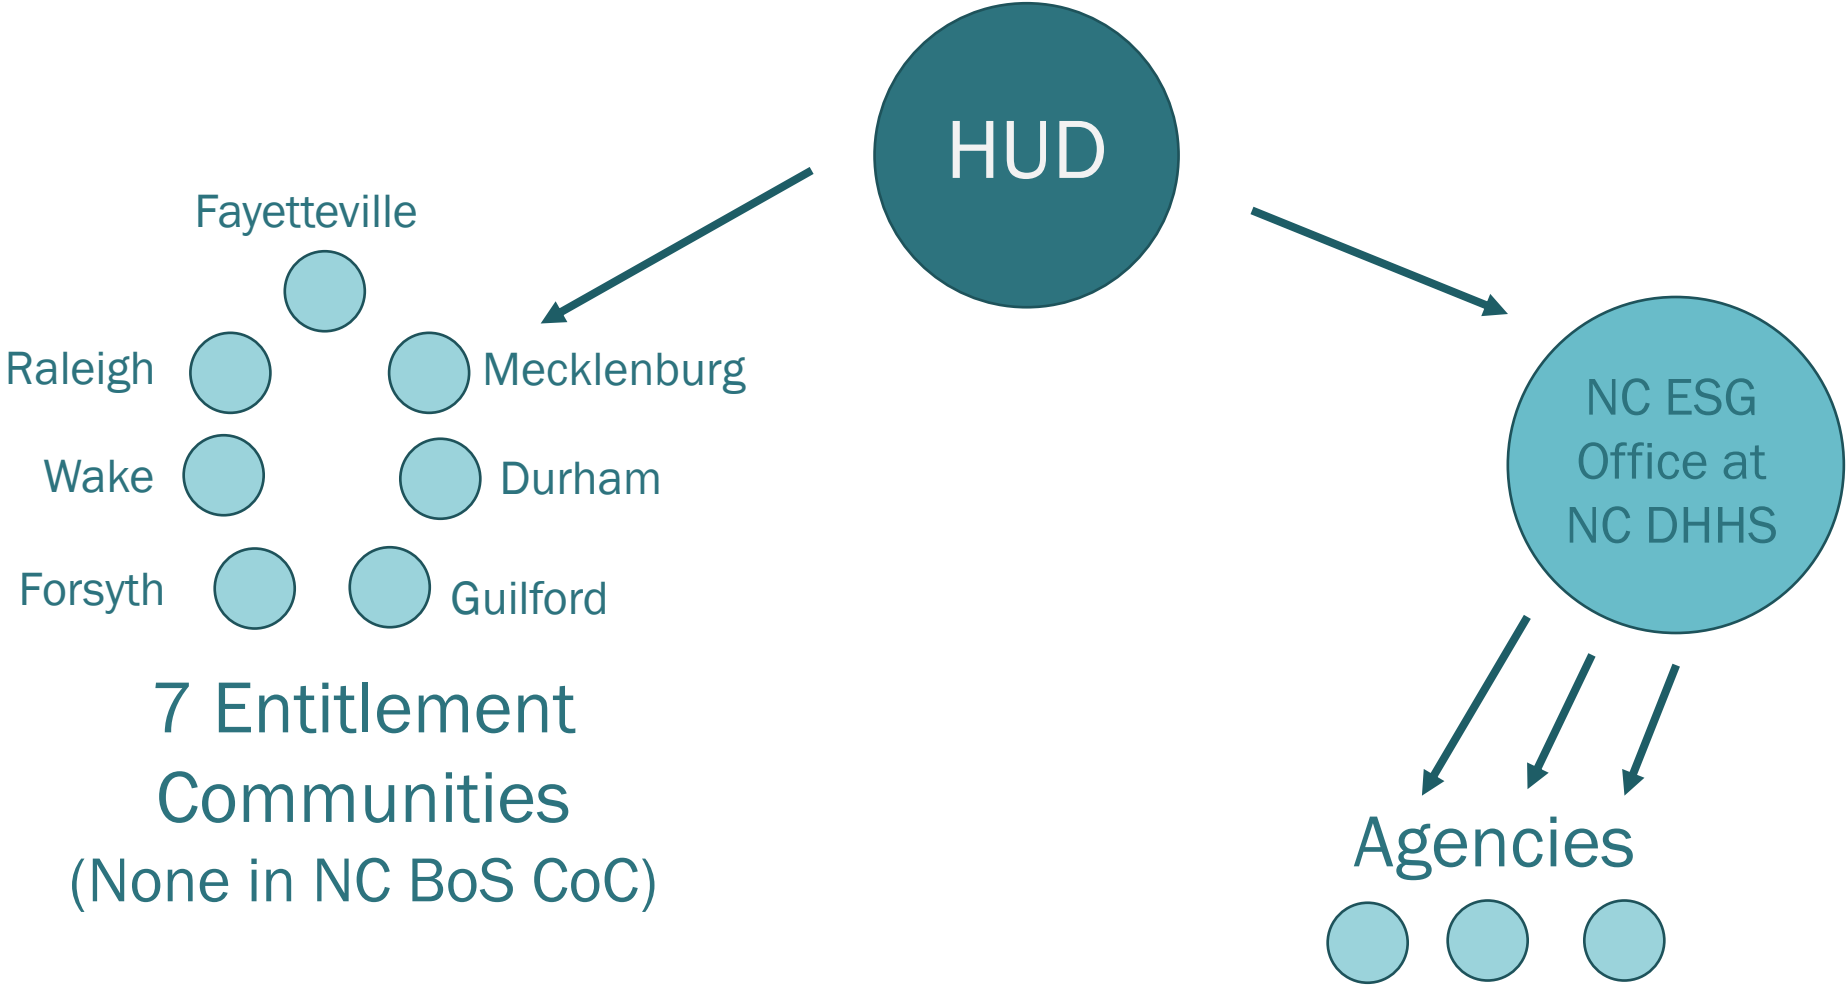 HUD
Fayetteville
Raleigh
Mecklenburg
Wake
Durham
Forsyth
Guilford
7 Entitlement
Communities
(None in NC BoS CoC)
NC ESG
Office at
NC DHHS
Agencies